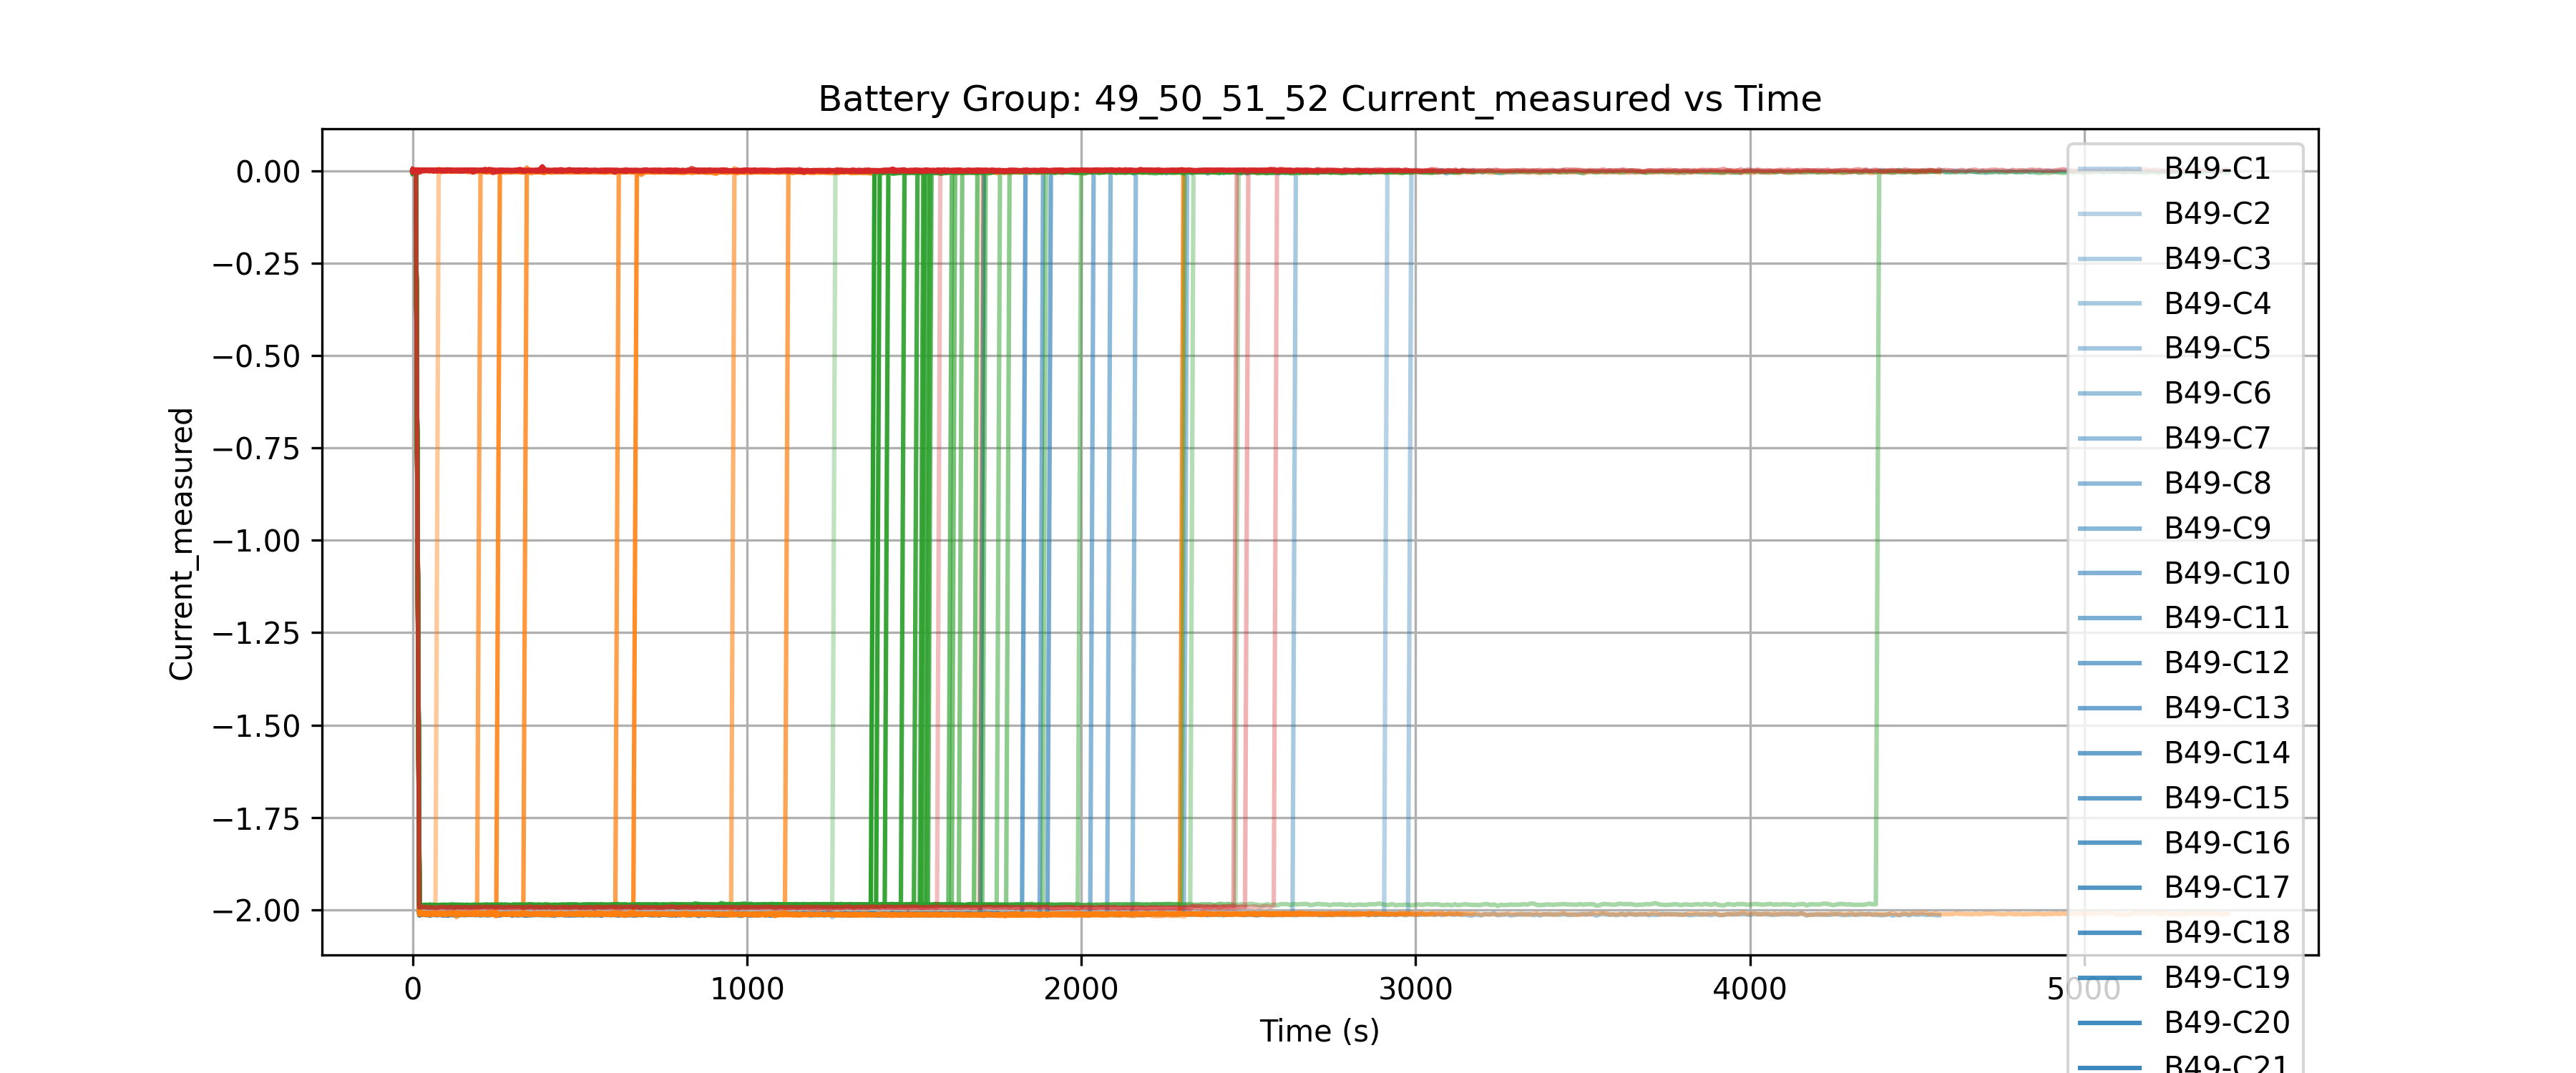 Battery Group: 49_50_51_52 Current_measured vs Time
0.00
−0.25
−0.50
−0.75
−1.00
−1.25
−1.50
−1.75
−2.00
Current_measured
0 1000 2000 3000 4000 5000
Time (s)
B49-C1
B49-C2
B49-C3
B49-C4
B49-C5
B49-C6
B49-C7
B49-C8
B49-C9
B49-C10
B49-C11
B49-C12
B49-C13
B49-C14
B49-C15
B49-C16
B49-C17
B49-C18
B49-C19
B49-C20
B49-C21